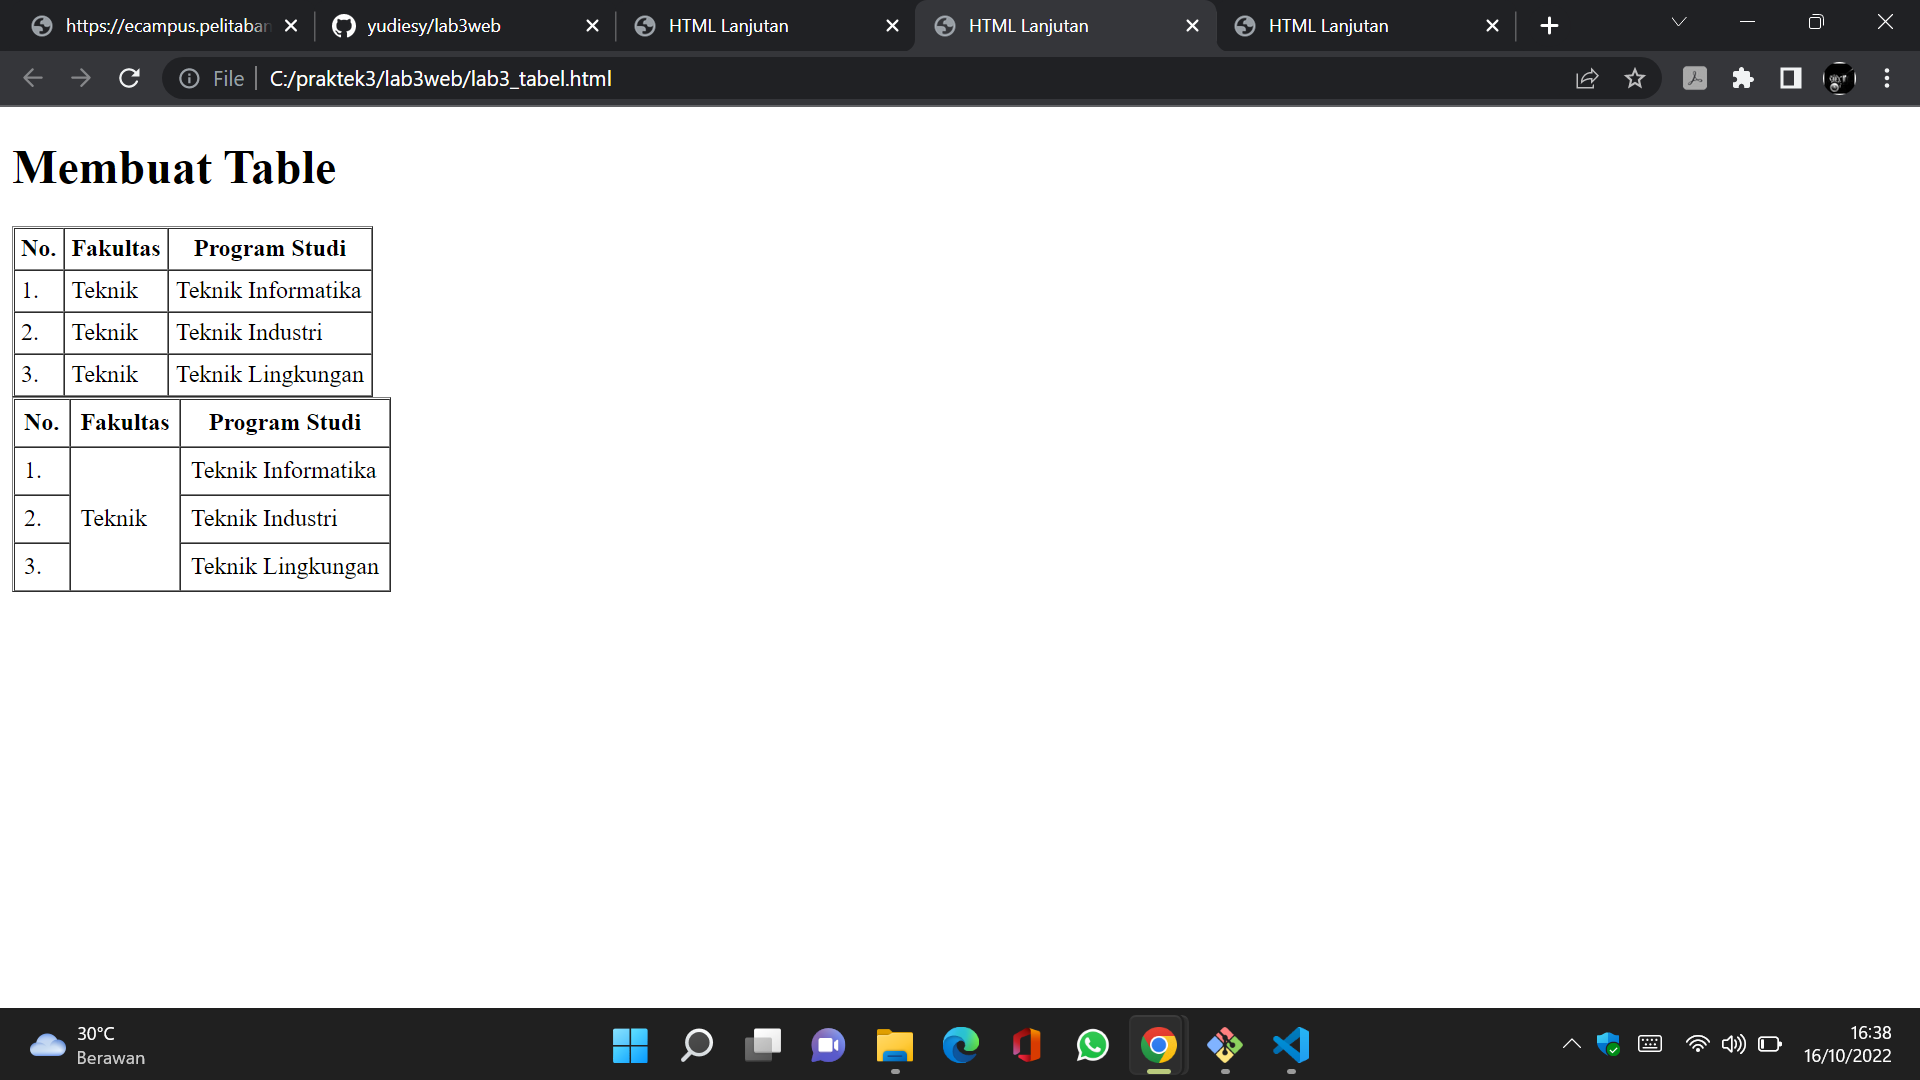 https://ecampus.pelitaban
yudiesy/lab3web
HTML Lanjutan
HTML Lanjutan
HTML Lanjutan
File
C:/praktek3/lab3web/lab3_tabel.html
Membuat Table
No. Fakultas Program Studi
1. Teknik Teknik Informatika
2. Teknik Teknik Industri
3. Teknik Teknik Lingkungan
No. Fakultas Program Studi
1. Teknik Informatika
2. Teknik Teknik Industri
3. Teknik Lingkungan
30°C
Berawan
16:38
16/10/2022